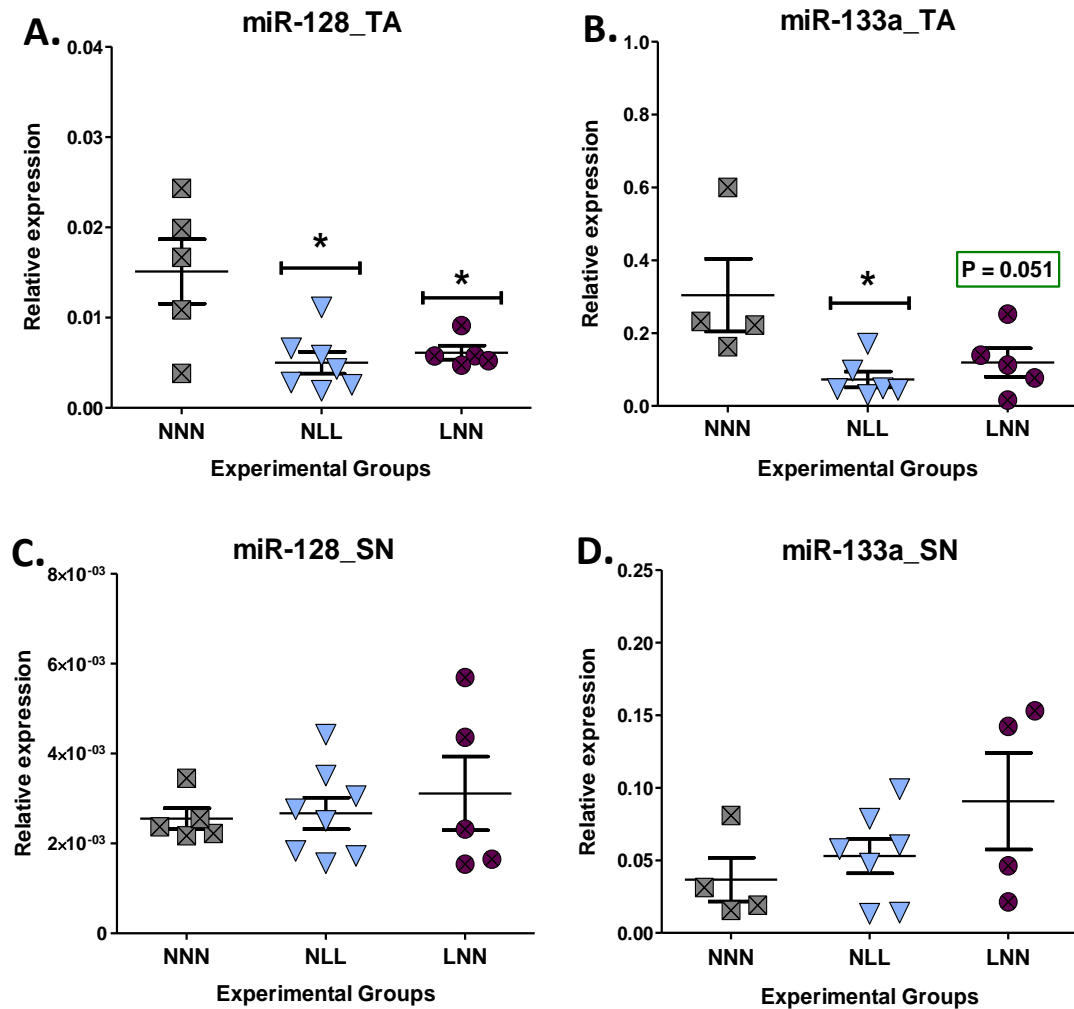 A.
miR-128_TA
Relative expression
0.04
0.03
0.02
0.01
0.00
*
*
NNN NLL LNN
Experimental Groups
B.
miR-133a_TA
Relative expression
1.0
0.8
0.6
0.4
0.2
0.0
*
P = 0.051
NNN NLL LNN
Experimental Groups
C.
miR-128_SN
Relative expression
8×10⁻⁰³
6×10⁻⁰³
4×10⁻⁰³
2×10⁻⁰³
0
NNN NLL LNN
Experimental Groups
D.
miR-133a_SN
Relative expression
0.25
0.20
0.15
0.10
0.05
0.00
NNN NLL LNN
Experimental Groups